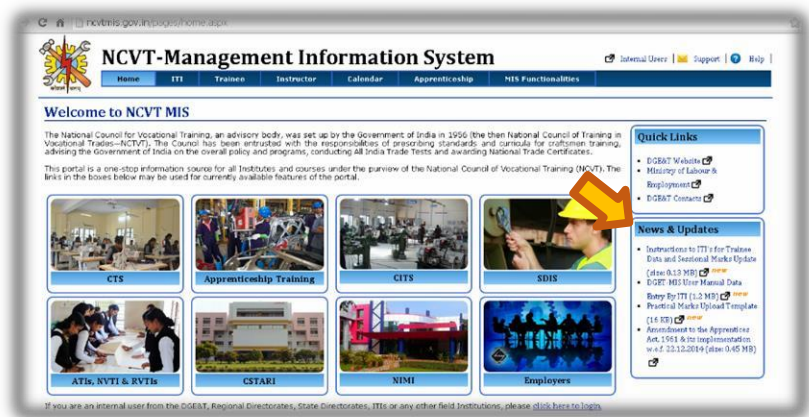 ncvtmis.gov.in/pages/home.aspx
NCVT-Management Information System
Internal Users | Support | Help |
Home ITI Trainee Instructor Calendar Apprenticeship MIS Functionalities
Welcome to NCVT MIS
The National Council for Vocational Training, an advisory body, was set up by the Government of India in 1956 (the then National Council of Training in
Vocational Trades—NCTVT). The Council has been entrusted with the responsibilities of prescribing standards and curricula for craftsmen training,
advising the Government of India on the overall policy and programs, conducting All India Trade Tests and awarding National Trade Certificates.
This portal is a one-stop information source for all Institutes and courses under the purview of the National Council of Vocational Training (NCVT). The
links in the boxes below may be used for currently available features of the portal.
CTS
Apprenticeship Training
CITS
SDIS
ATIs, NVTI & RVTIs
CSTARI
NIMI
Employers
Quick Links
DGE&T Website
Ministry of Labour &
Employment
DGE&T Contacts
News & Updates
Instructions to ITI's for Trainee
Data and Sessional Marks Update
(size: 0.13 MB) new
DGET-MIS User Manual Data
Entry By ITI (1.2 MB) new
Practical Marks Upload Template
(16 KB) new
Amendment to the Apprentices
Act, 1961 & its implementation
w.e.f. 22.12.2014 (size: 0.45 MB)
If you are an internal user from the DGE&T, Regional Directorates, State Directorates, ITIs or any other field Institutions, please click here to login.